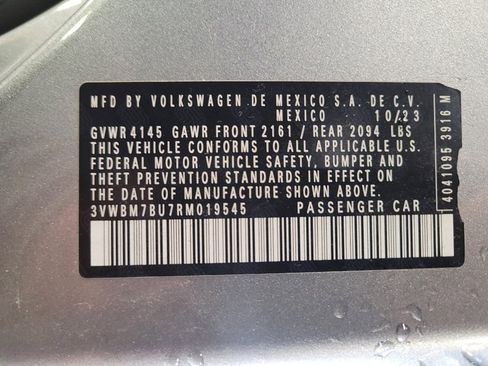 MFD BY VOLKSWAGEN DE MEXICO S.A. DE C.V.
MEXICO 10/23
GVWR 4145 GAWR FRONT 2161 / REAR 2094 LBS
THIS VEHICLE CONFORMS TO ALL APPLICABLE U.S.
FEDERAL MOTOR VEHICLE SAFETY, BUMPER AND
THEFT PREVENTION STANDARDS IN EFFECT ON
THE DATE OF MANUFACTURE SHOWN ABOVE
3VWBM7BU7RM019545 PASSENGER CAR
4041095 3916 M